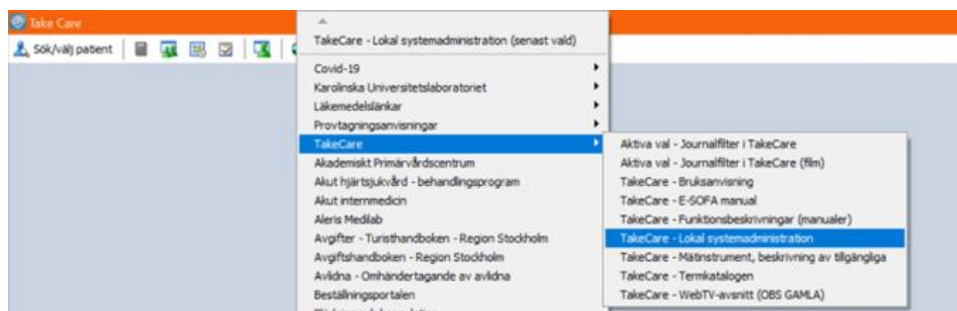 Take Care
Sök/välj patient
TakeCare - Lokal systemadministration (senast vald)
Covid-19
Karolinska Universitetslaboratoriet
Läkemedelslänkar
Provtagningsanvisningar
TakeCare
Akademiskt Primärvårdscentrum
Akut hjärtsjukvård - behandlingsprogram
Akut internmedicin
Aleris Medilab
Avgifter - Turisthandboken - Region Stockholm
Avgiftshandboken - Region Stockholm
Avlidna - Omhändertagande av avlidna
Beställningsportalen
Aktiva val - Journalfilter i TakeCare
Aktiva val - Journalfilter i TakeCare (film)
TakeCare - Bruksanvisning
TakeCare - E-SOFA manual
TakeCare - Funktionsbeskrivningar (manualer)
TakeCare - Lokal systemadministration
TakeCare - Mätinstrument, beskrivning av tillgängliga
TakeCare - Termkatalogen
TakeCare - WebTV-avsnitt (OBS GAMLA)